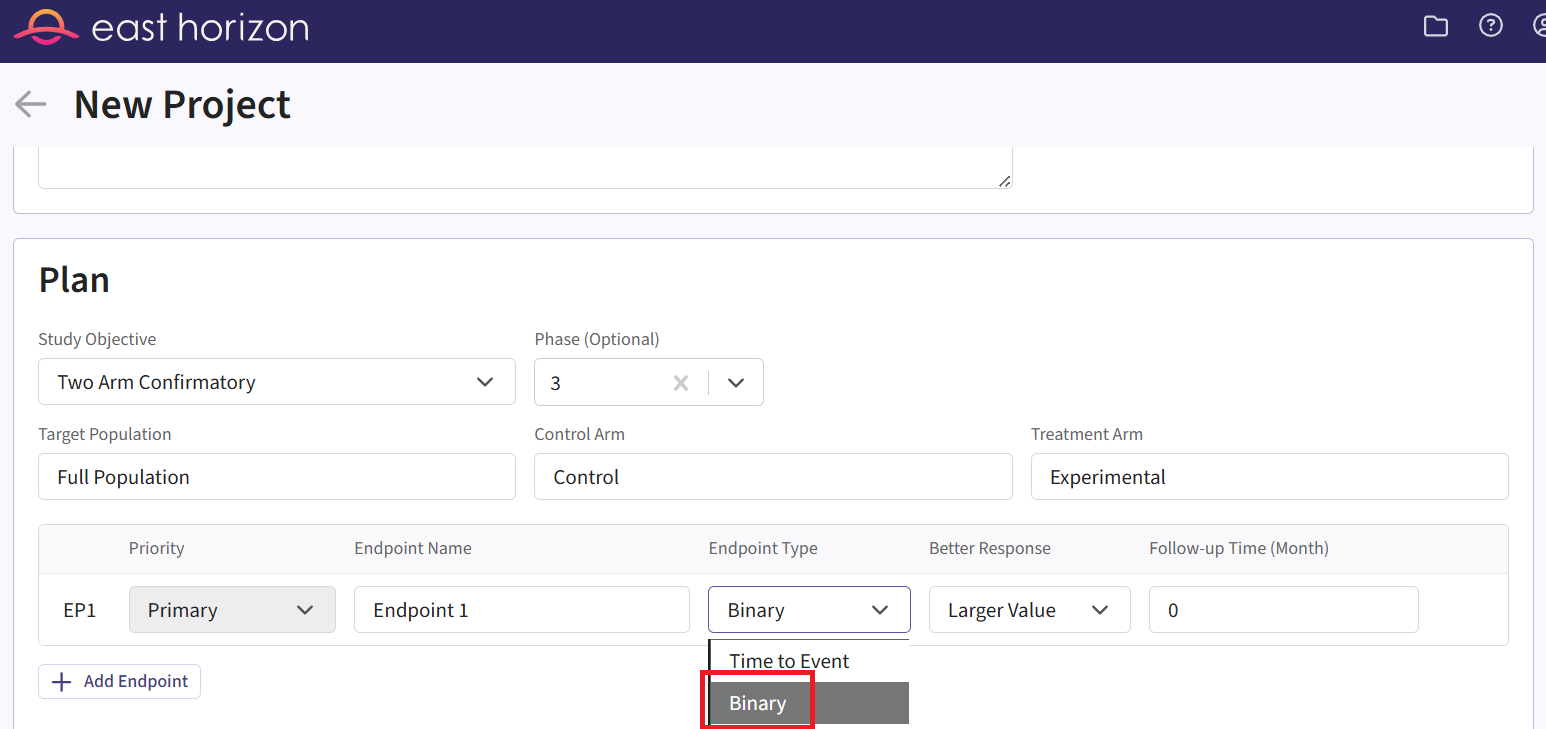 east horizon
New Project
Plan
Study Objective Phase (Optional)
Two Arm Confirmatory 3
Target Population Control Arm Treatment Arm
Full Population Control Experimental
Priority Endpoint Name Endpoint Type Better Response Follow-up Time (Month)
EP1 Primary Endpoint 1 Binary Larger Value 0
Time to Event
Add Endpoint
Binary